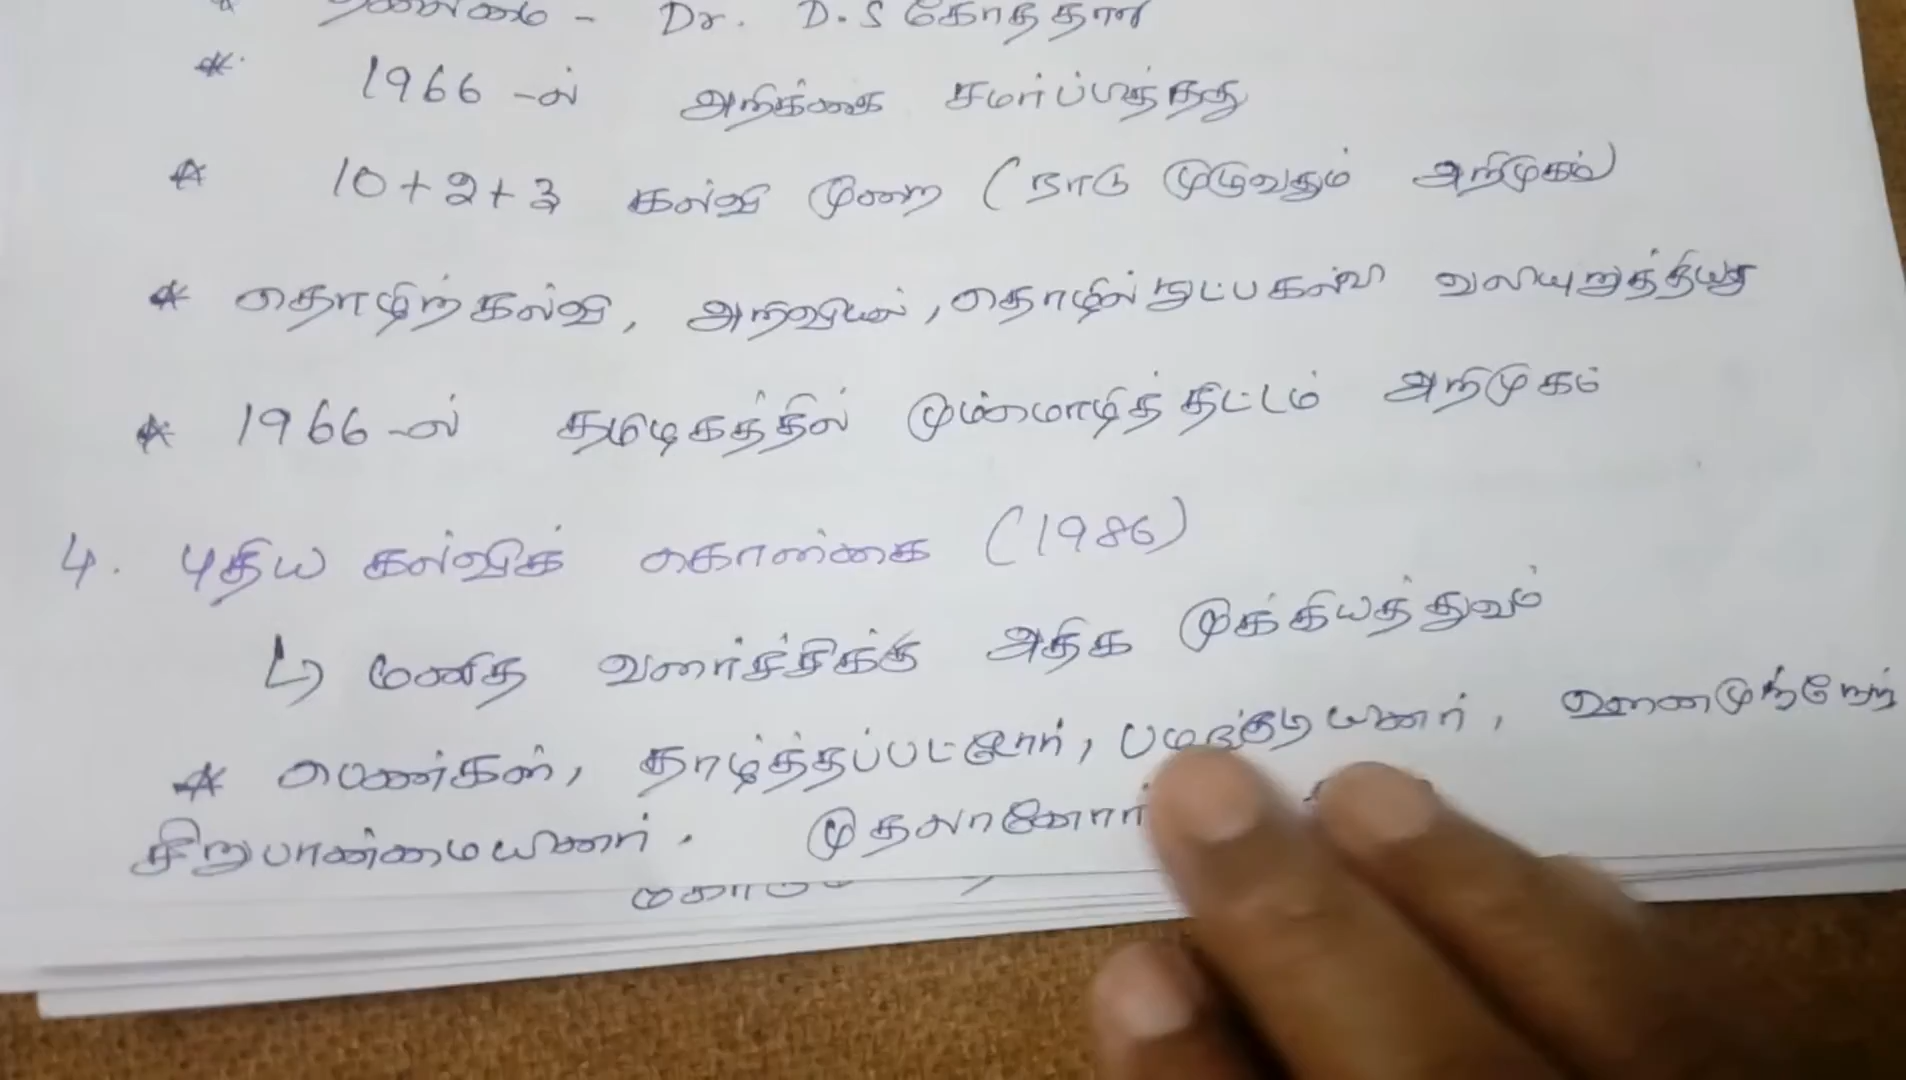 * - Dr. D.S கோத்தாரி
* 1966 -ல் அறிக்கை சமர்ப்பித்தது
* 10+2+3 கல்வி முறை (நாடு முழுவதும் அறிமுகம்)
* தொழிற்கல்வி, அறிவியல், தொழில்நுட்பகல்வி வலியுறுத்தியது
* 1966-ல் தமிழகத்தில் மும்மொழித் திட்டம் அறிமுகம்
4. புதிய கல்விக் கொள்கை (1986)
↳ மனித வளர்ச்சிக்கு அதிக முக்கியத்துவம்
* பெண்கள், தாழ்த்தப்பட்டோர், பழங்குடியினர், ஊனமுற்றோர்
சிறுபான்மையினர். முதலானோர்